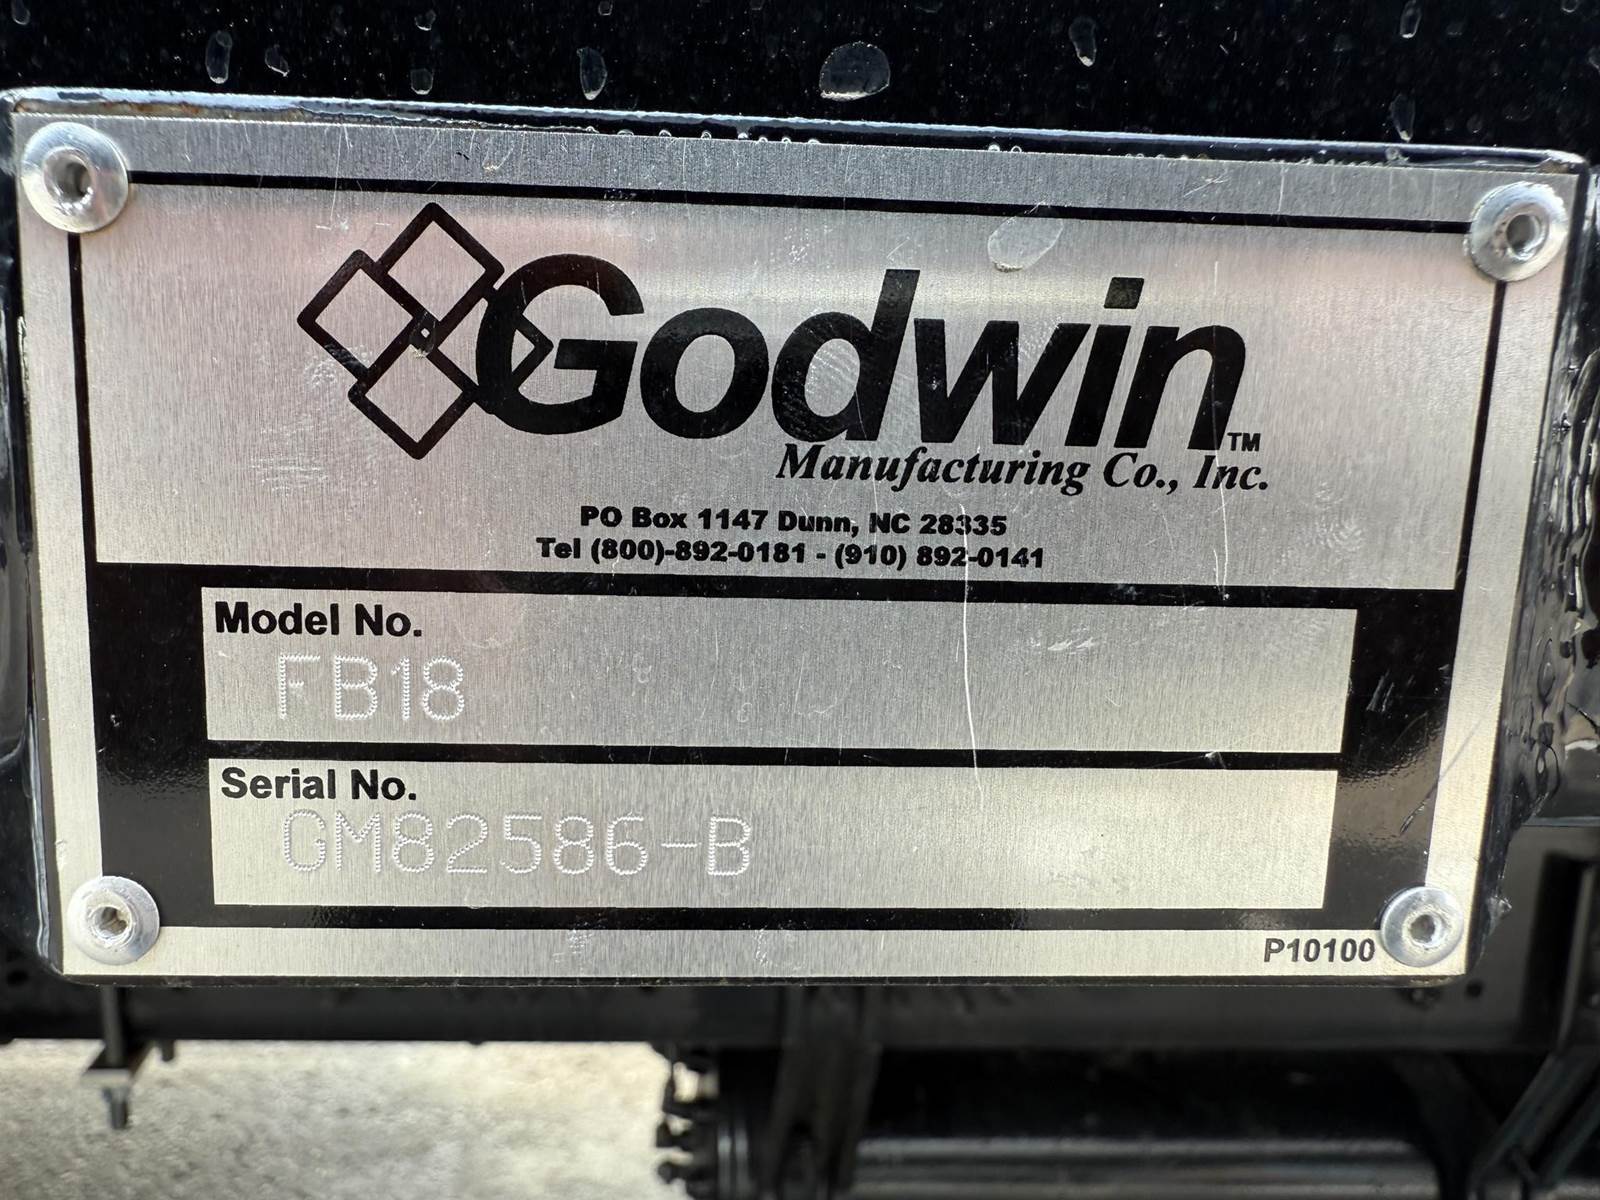 Godwin™
Manufacturing Co., Inc.
PO Box 1147 Dunn, NC 28335
Tel (800)-892-0181 - (910) 892-0141
Model No.
FB18
Serial No.
GM82586-B
P10100